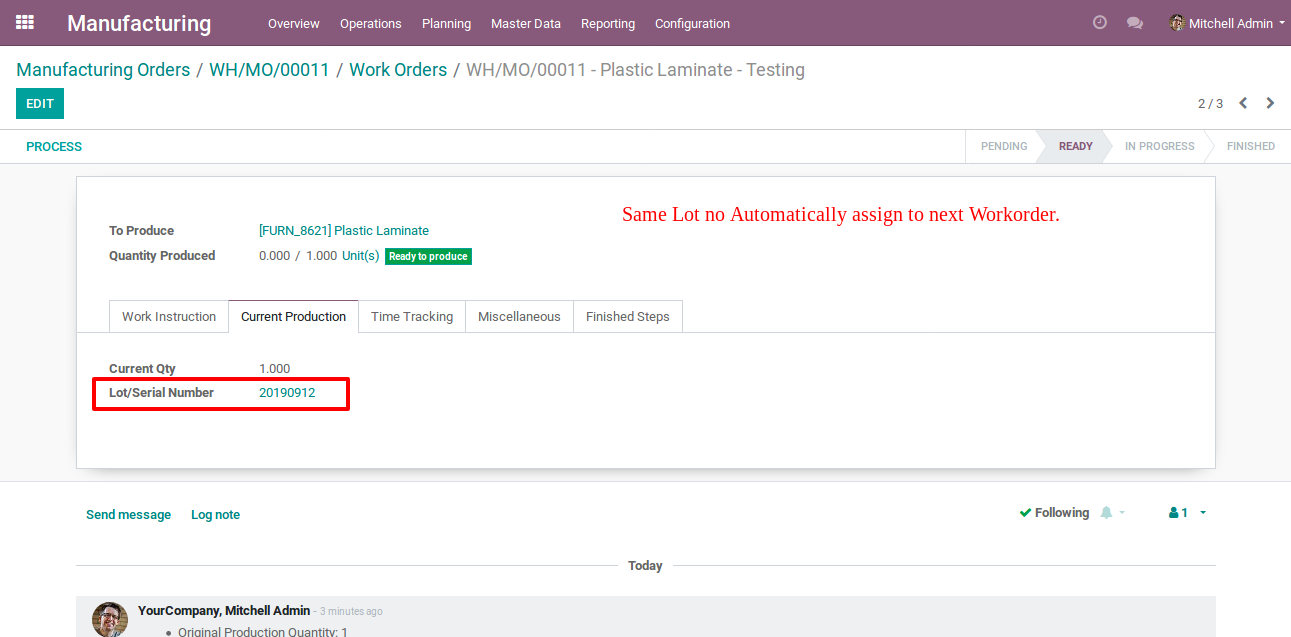 Manufacturing Overview Operations Planning Master Data Reporting Configuration Mitchell Admin
Manufacturing Orders / WH/MO/00011 / Work Orders / WH/MO/00011 - Plastic Laminate - Testing
EDIT 2 / 3
PROCESS PENDING READY IN PROGRESS FINISHED
Same Lot no Automatically assign to next Workorder.
To Produce [FURN_8621] Plastic Laminate
Quantity Produced 0.000 / 1.000 Unit(s) Ready to produce
Work Instruction Current Production Time Tracking Miscellaneous Finished Steps
Current Qty 1.000
Lot/Serial Number 20190912
Send message Log note Following 1
Today
YourCompany, Mitchell Admin - 3 minutes ago
• Original Production Quantity: 1